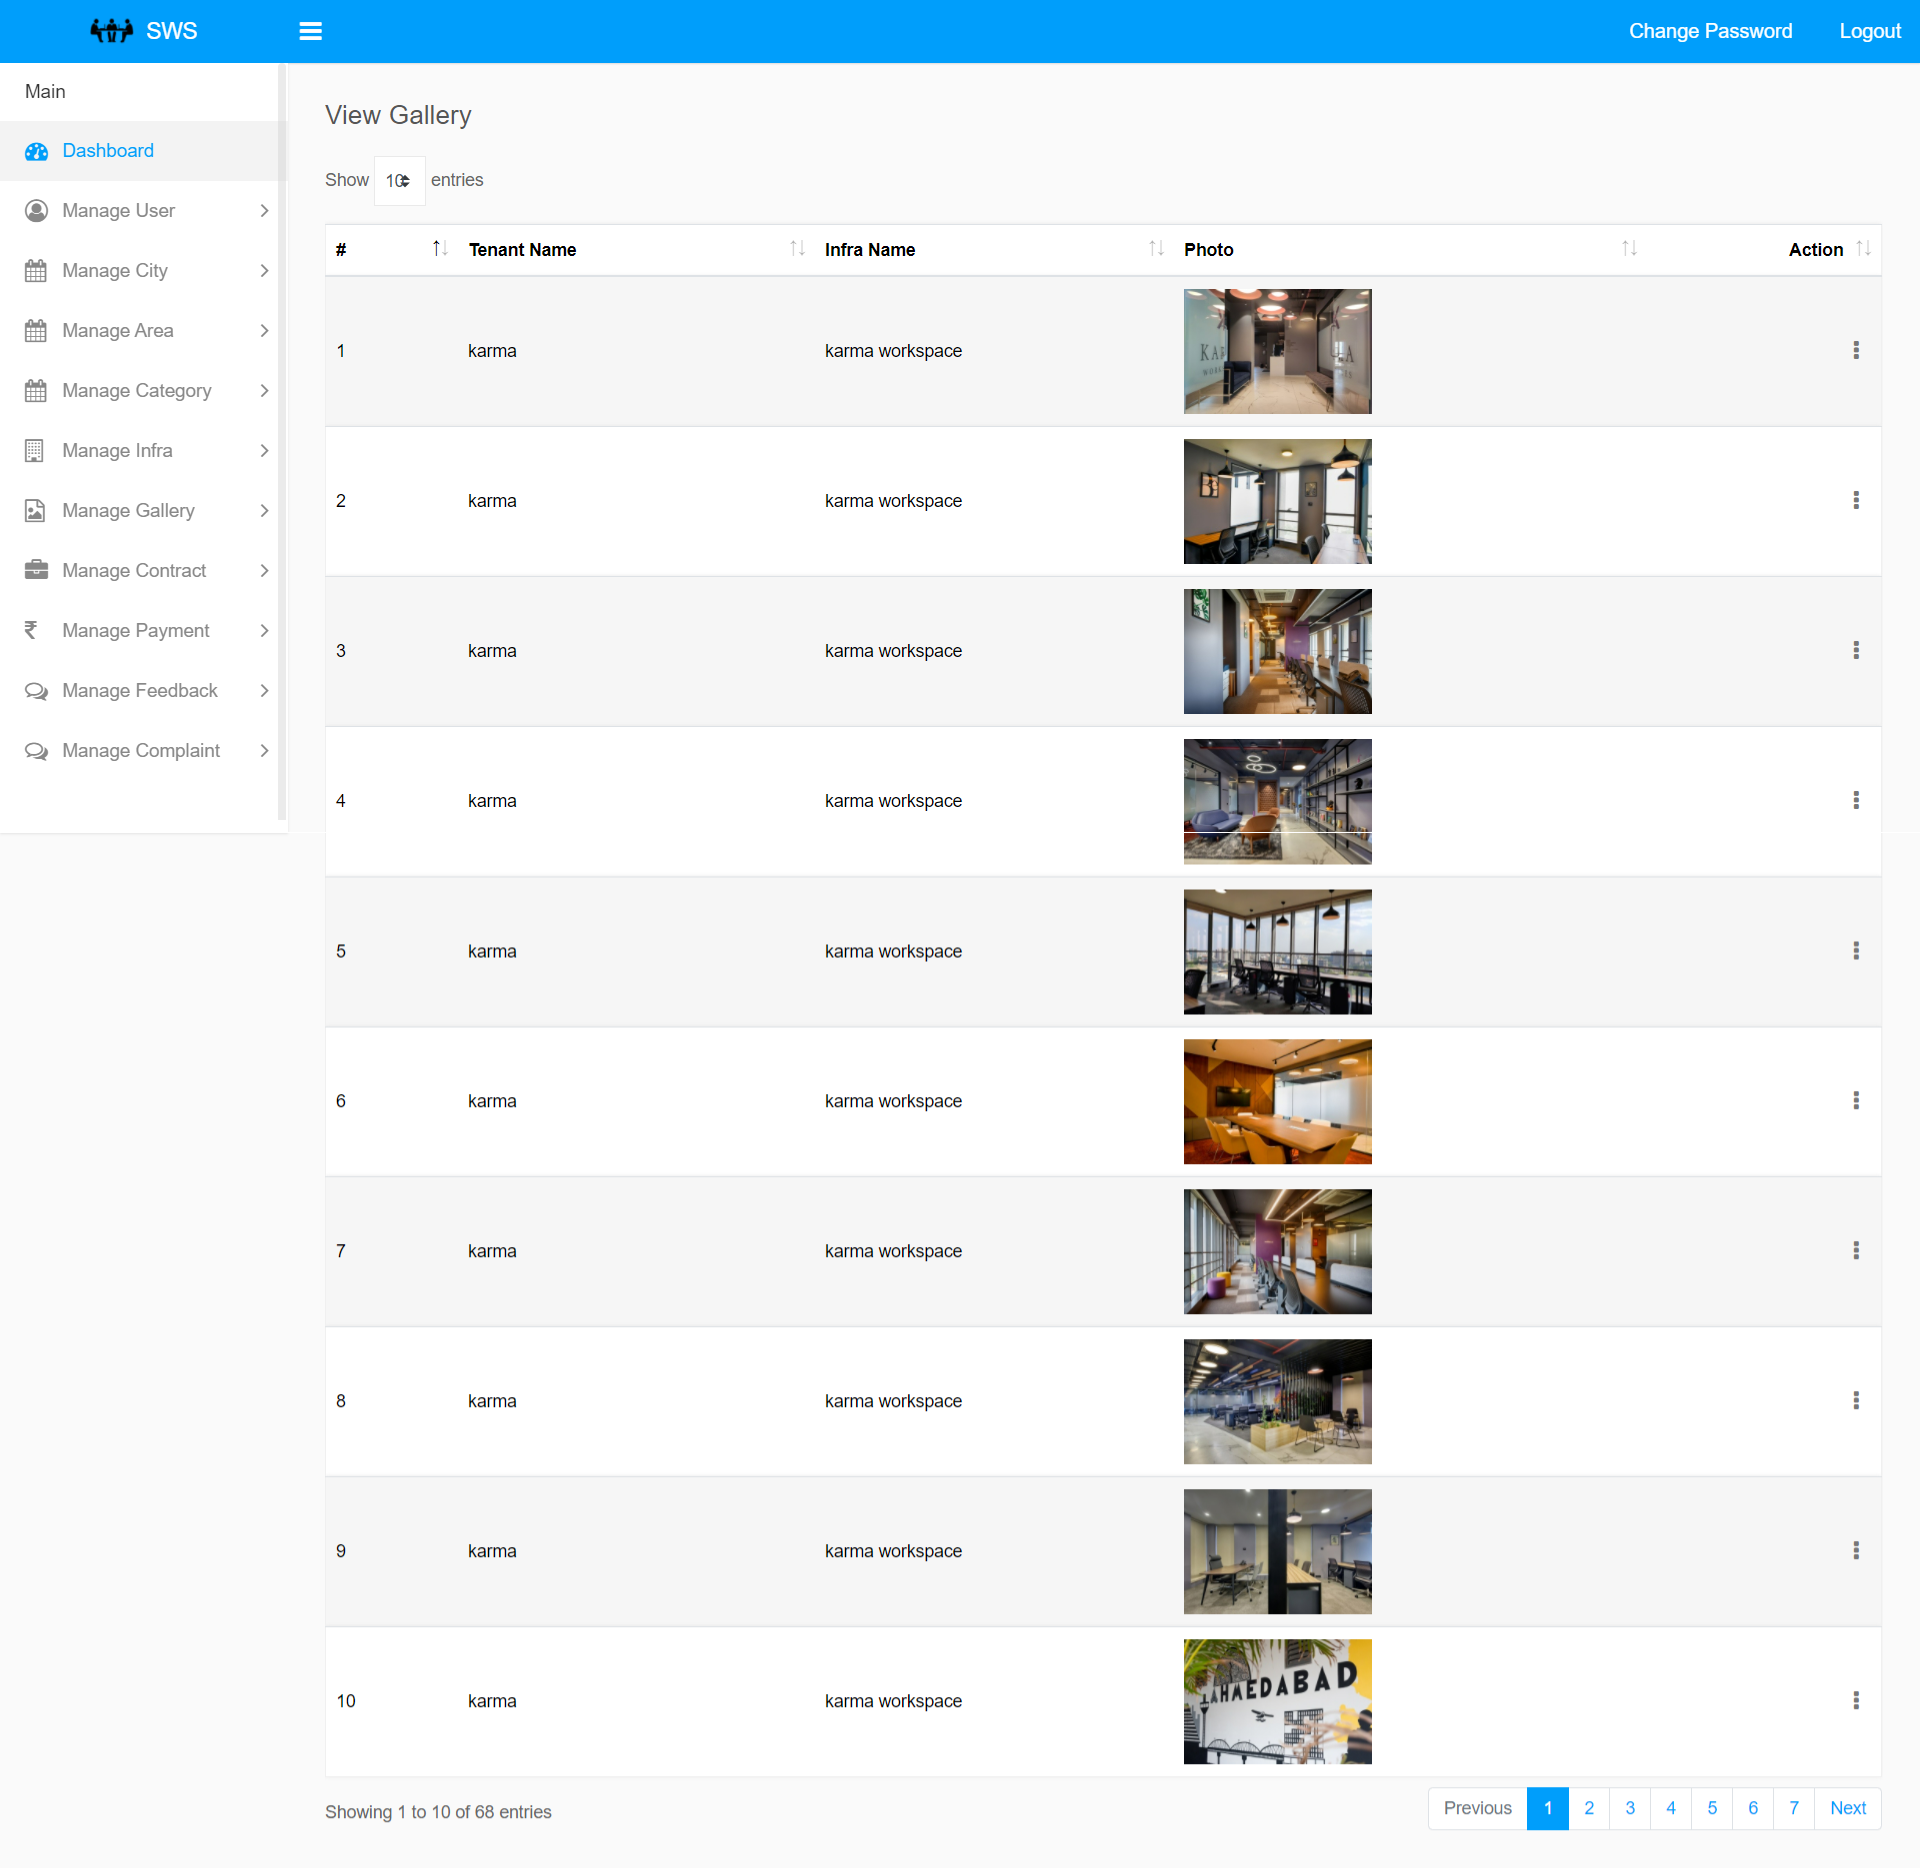 SWS
Change Password
Logout
Main
Dashboard
Manage User
Manage City
Manage Area
Manage Category
Manage Infra
Manage Gallery
Manage Contract
Manage Payment
Manage Feedback
Manage Complaint
View Gallery
Show 10 entries
# Tenant Name Infra Name Photo Action
1 karma karma workspace
2 karma karma workspace
3 karma karma workspace
4 karma karma workspace
5 karma karma workspace
6 karma karma workspace
7 karma karma workspace
8 karma karma workspace
9 karma karma workspace
10 karma karma workspace
AHMEDABAD
Showing 1 to 10 of 68 entries
Previous 1 2 3 4 5 6 7 Next